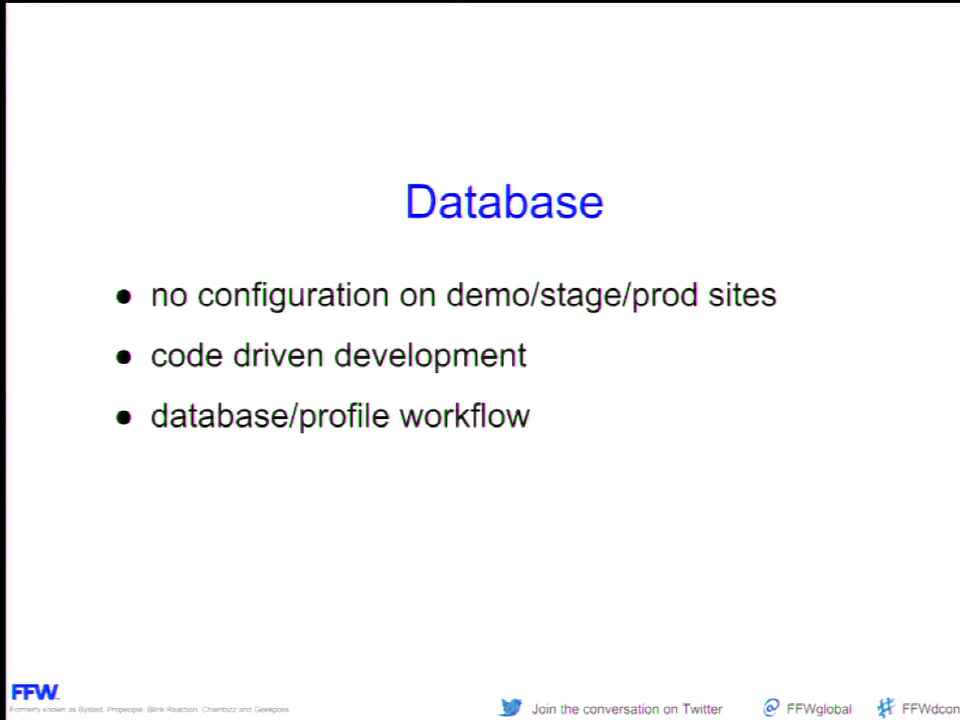 Database
● no configuration on demo/stage/prod sites
● code driven development
● database/profile workflow
FFW.
Formerly known as Bysted, Propeople, Blink Reaction, Chainbizz and Geekpolis
Join the conversation on Twitter @ FFWglobal # FFWdcon